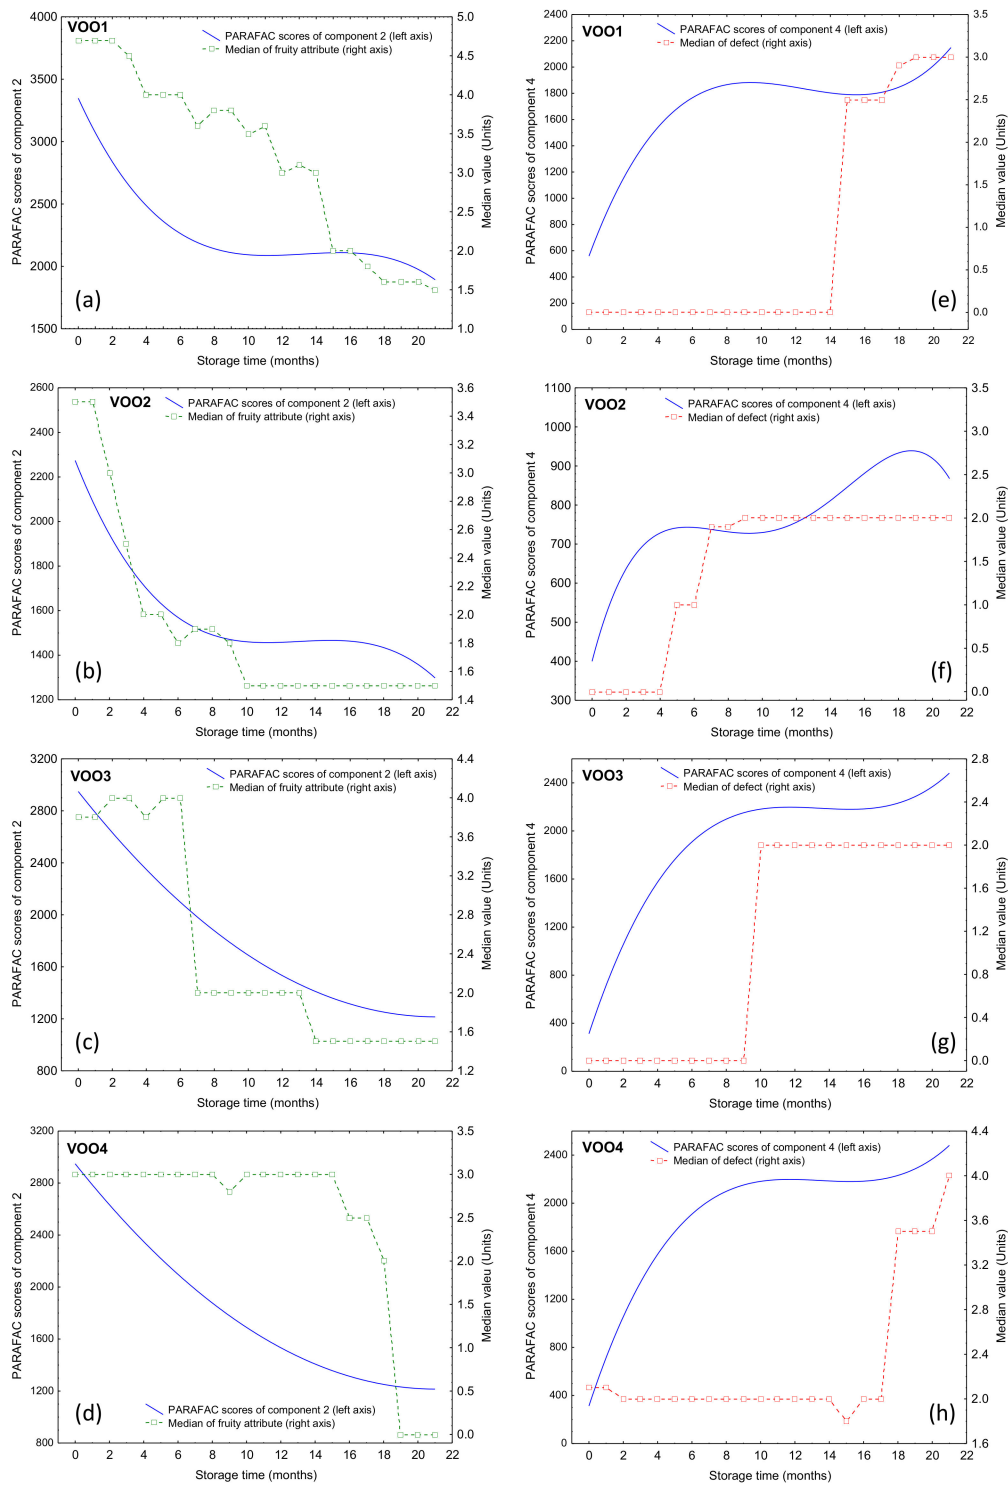 VOO1
PARAFAC scores of component 2 (left axis)
Median of fruity attribute (right axis)
PARAFAC scores of component 2
4000
3500
3000
2500
2000
1500
5.0
4.5
4.0
3.5
3.0
2.5
2.0
1.5
1.0
Median value (Units)
(a)
0 2 4 6 8 10 12 14 16 18 20 22
Storage time (months)
VOO1
PARAFAC scores of component 4 (left axis)
Median of defect (right axis)
PARAFAC socres of component 4
2400
2200
2000
1800
1600
1400
1200
1000
800
600
400
200
0
3.5
3.0
2.5
2.0
1.5
1.0
0.5
0.0
Median value (Units)
(e)
0 2 4 6 8 10 12 14 16 18 20 22
Storage time (months)
VOO2
PARAFAC scores of component 2 (left axis)
Median of fruity attribute (right axis)
PARAFAC scores of component 2
2600
2400
2200
2000
1800
1600
1400
1200
3.6
3.4
3.2
3.0
2.8
2.6
2.4
2.2
2.0
1.8
1.6
1.4
Median value (Units)
(b)
0 2 4 6 8 10 12 14 16 18 20 22
Storage time (months)
VOO2
PARAFAC scores of component 4 (left axis)
Median of defect (right axis)
PARAFAC scores of component 4
1100
1000
900
800
700
600
500
400
300
3.5
3.0
2.5
2.0
1.5
1.0
0.5
0.0
Median value (Units)
(f)
0 2 4 6 8 10 12 14 16 18 20 22
Storage time (months)
VOO3
PARAFAC scores of component 2 (left axis)
Median of fruity attribute (right axis)
PARAFAC scores of component 2
3200
2800
2400
2000
1600
1200
800
4.4
4.0
3.6
3.2
2.8
2.4
2.0
1.6
1.2
Median value (Units)
(c)
0 2 4 6 8 10 12 14 16 18 20 22
Storage time (months)
VOO3
PARAFAC scores of component 4 (left axis)
Median of defect (right axis)
PARAFAC scores of component 4
2400
2000
1600
1200
800
400
0
2.8
2.4
2.0
1.6
1.2
0.8
0.4
0.0
Median value (Units)
(g)
0 2 4 6 8 10 12 14 16 18 20 22
Storage time (months)
VOO4
PARAFAC scores of component 2
3200
2800
2400
2000
1600
1200
800
3.5
3.0
2.5
2.0
1.5
1.0
0.5
0.0
Median valeu (Units)
(d)
PARAFAC scores of component 2 (left axis)
Median of fruity attribute (right axis)
0 2 4 6 8 10 12 14 16 18 20 22
Storage time (months)
VOO4
PARAFAC scores of component 4 (left axis)
Median of defect (right axis)
PARAFAC scores of component 4
2400
2000
1600
1200
800
400
0
4.4
4.0
3.6
3.2
2.8
2.4
2.0
1.6
Median value (Units)
(h)
0 2 4 6 8 10 12 14 16 18 20 22
Storage time (months)